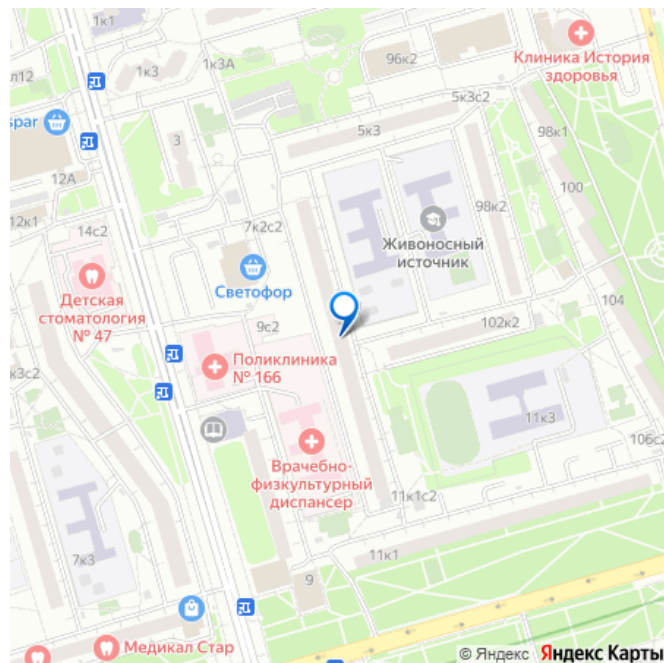 1к1
96к2
Клиника История
здоровья
л12
1к3
1к3А
5к3с2
spar
3
5к3
98к1
12А
100
12к1
14с2
7к2с2
98к2
Живоносный
источник
Детская
стоматология
№ 47
Светофор
104
9с2
102к2
к3с2
Поликлиника
№ 166
11к3
106с2
Врачебно-
физкультурный
диспансер
11к1с2
7к3
11к1
9
Медикал Стар
© Яндекс Яндекс Карты